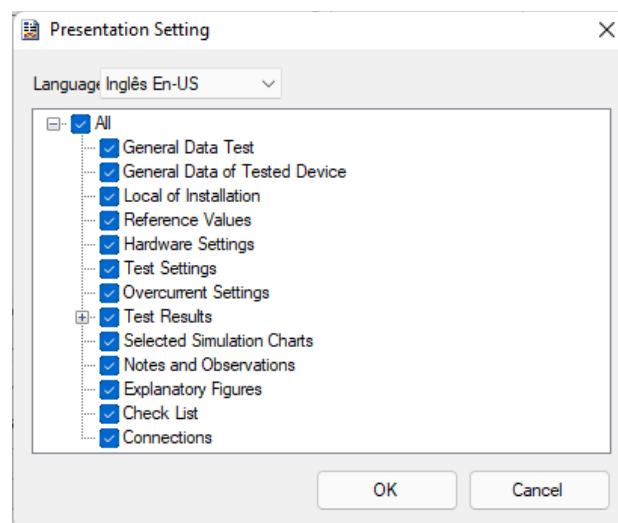 Presentation Setting
Language Inglês En-US
All
General Data Test
General Data of Tested Device
Local of Installation
Reference Values
Hardware Settings
Test Settings
Overcurrent Settings
Test Results
Selected Simulation Charts
Notes and Observations
Explanatory Figures
Check List
Connections
OK Cancel